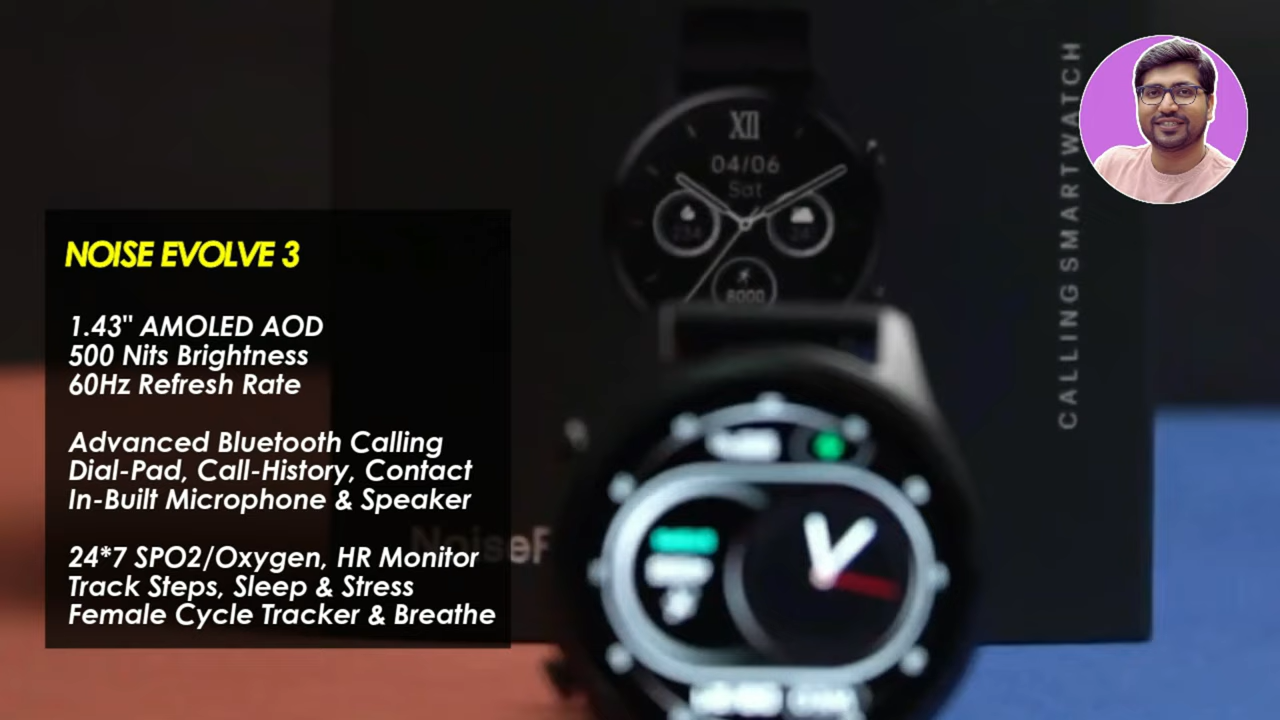 NOISE EVOLVE 3
1.43" AMOLED AOD
500 Nits Brightness
60Hz Refresh Rate
Advanced Bluetooth Calling
Dial-Pad, Call-History, Contact
In-Built Microphone & Speaker
24*7 SPO2/Oxygen, HR Monitor
Track Steps, Sleep & Stress
Female Cycle Tracker & Breathe
XII
04/06
Sat
8000
CALLING SMARTWATCH